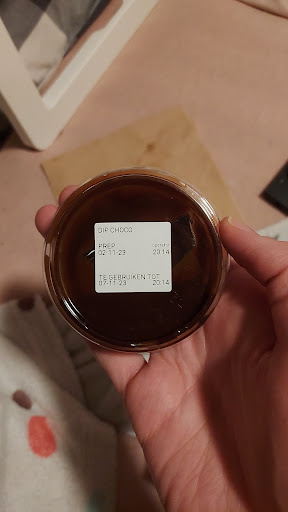 DIP CHOCO
PREP.
02-11-23 20:14
TE GEBRUIKEN TOT
07-11-23 20:14